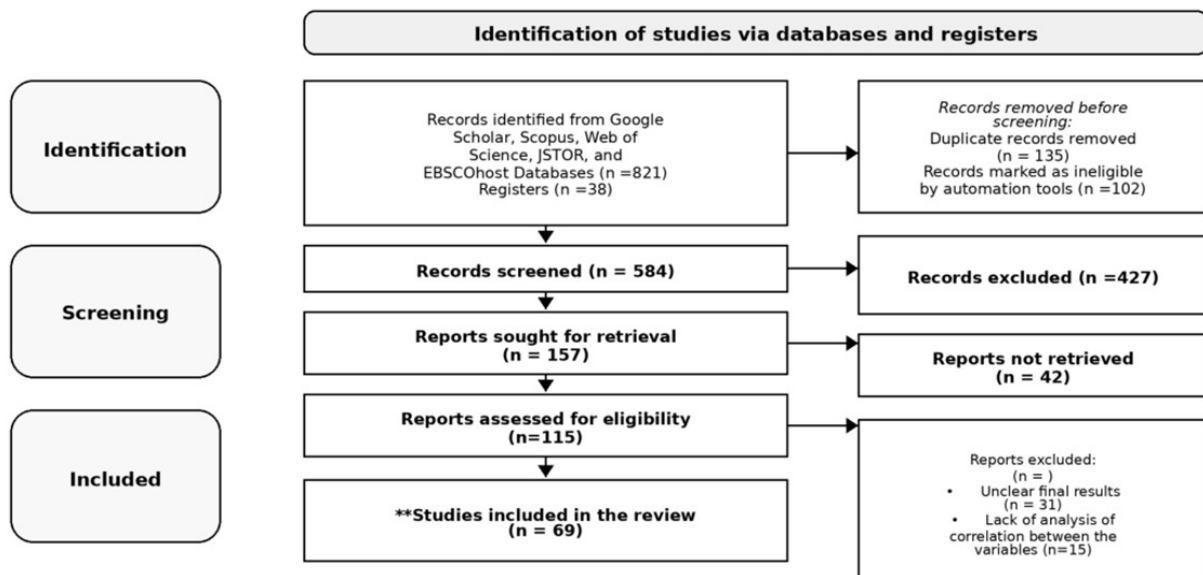 Identification of studies via databases and registers
Identification
Records identified from Google
Scholar, Scopus, Web of
Science, JSTOR, and
EBSCOhost Databases (n =821)
Registers (n =38)
Records removed before
screening:
Duplicate records removed
(n = 135)
Records marked as ineligible
by automation tools (n =102)
Screening
Records screened (n = 584)
Records excluded (n =427)
Reports sought for retrieval
(n = 157)
Reports not retrieved
(n = 42)
Reports assessed for eligibility
(n=115)
Included
Reports excluded:
(n = )
• Unclear final results
(n = 31)
• Lack of analysis of
correlation between the
variables (n=15)
**Studies included in the review
(n = 69)